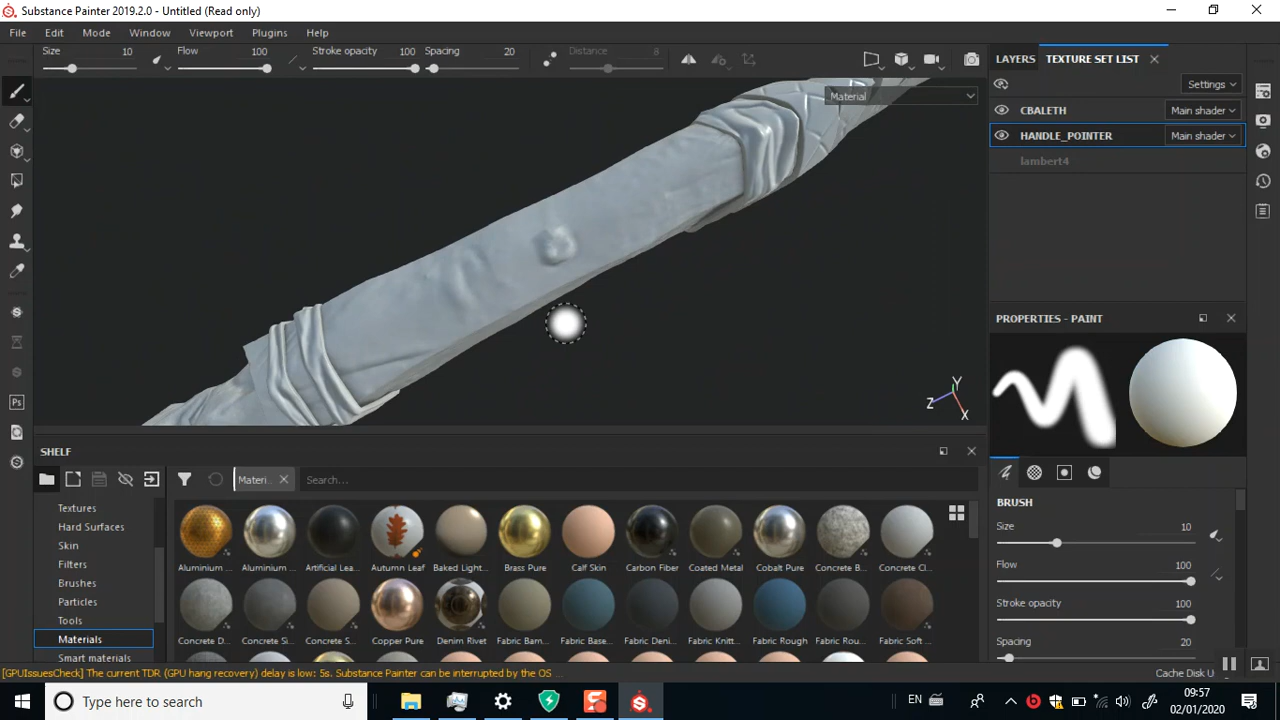 Substance Painter 2019.2.0 - Untitled (Read only)
File Edit Mode Window Viewport Plugins Help
Size 10 Flow 100 Stroke opacity 100 Spacing 20 Distance 8
LAYERS TEXTURE SET LIST
Settings
Material
CBALETH Main shader
HANDLE_POINTER Main shader
lambert4
PROPERTIES - PAINT
Y
Z
X
SHELF
Materi...
Search...
Textures
Hard Surfaces
Skin
Filters
Brushes
Particles
Tools
Materials
Smart materials
Ps
Aluminium ... Aluminium ... Artificial Lea... Autumn Leaf Baked Light... Brass Pure Calf Skin Carbon Fiber Coated Metal Cobalt Pure Concrete B... Concrete Cl...
Concrete D... Concrete Si... Concrete S... Copper Pure Denim Rivet Fabric Bam... Fabric Base... Fabric Deni... Fabric Knitt... Fabric Rough Fabric Rou... Fabric Soft ...
BRUSH
Size 10
Flow 100
Stroke opacity 100
Spacing 20
[GPUIssuesCheck] The current TDR (GPU hang recovery) delay is low: 5s. Substance Painter can be interrupted by the OS ...
Cache Disk U
Type here to search
EN
09:57
02/01/2020